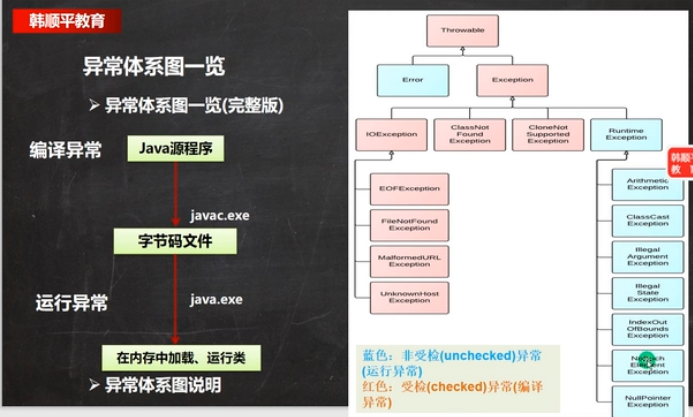 韩顺平教育
异常体系图一览
➢ 异常体系图一览(完整版)
编译异常
Java源程序
javac.exe
字节码文件
运行异常
java.exe
在内存中加载、运行类
➢ 异常体系图说明
Throwable
Error
Exception
IOException
ClassNot
Found
Exception
CloneNot
Supported
Exception
Runtime
Exception
EOFException
FileNotFound
Exception
MalformedURL
Exception
UnknownHost
Exception
Arithmetic
Exception
ClassCast
Exception
Illegal
Argument
Exception
Illegal
State
Exception
IndexOut
OfBounds
Exception
Element
Exception
NullPointer
Exception
韩顺平
教 育
蓝色：非受检(unchecked)异常
(运行异常)
红色：受检(checked)异常(编译
异常)